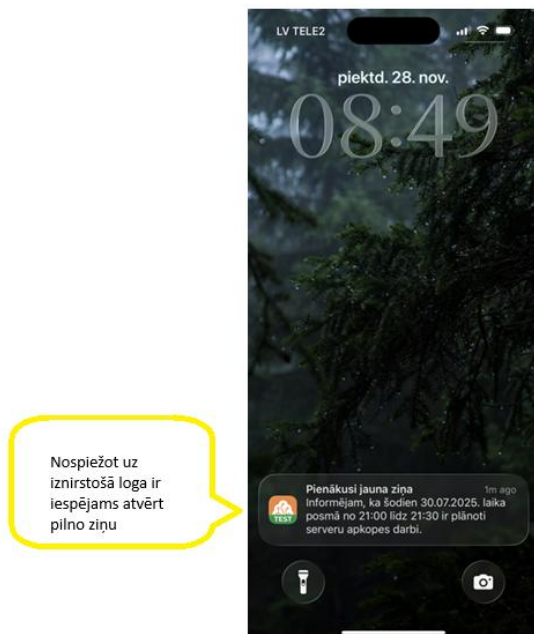 LV TELE2
piektd. 28. nov.
08:49
Nospiežot uz
iznirstošā loga ir
iespējams atvērt
pilno ziņu
Pienākusi jauna ziņa 1m ago
Informējam, ka šodien 30.07.2025. laika
posmā no 21:00 līdz 21:30 ir plānoti
serveru apkopes darbi.
TEST